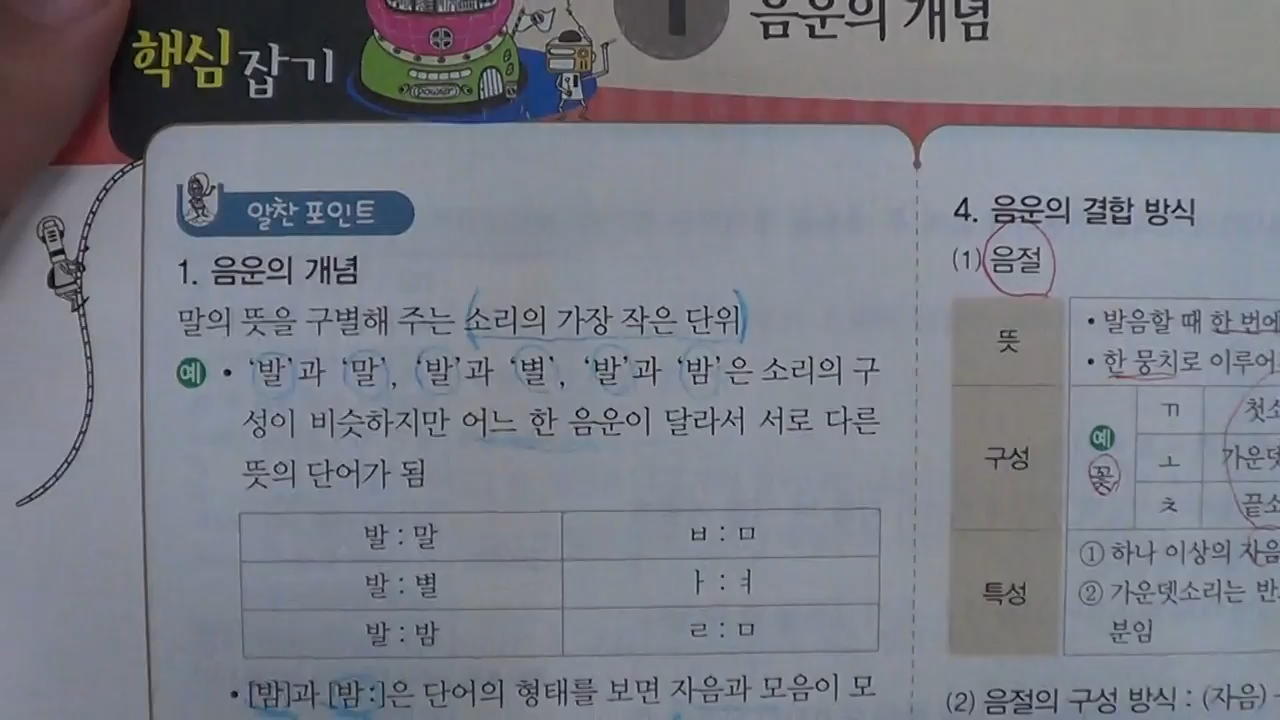 핵심 잡기
power
1 음운의 개념
알찬 포인트
1. 음운의 개념
말의 뜻을 구별해 주는 소리의 가장 작은 단위
예 • '발'과 '말', '발'과 '별', '발'과 '밤'은 소리의 구
성이 비슷하지만 어느 한 음운이 달라서 서로 다른
뜻의 단어가 됨
발 : 말 ㅂ : ㅁ
발 : 별 ㅏ : ㅕ
발 : 밤 ㄹ : ㅁ
• [밤]과 [밤ː]은 단어의 형태를 보면 자음과 모음이 모
4. 음운의 결합 방식
(1) 음절
뜻
• 발음할 때 한 번에
• 한 뭉치로 이루어
구성
예
꽃
ㄲ 첫소
ㅗ 가운뎃
ㅊ 끝소
특성
① 하나 이상의 자음
② 가운뎃소리는 반
분임
(2) 음절의 구성 방식 : (자음)